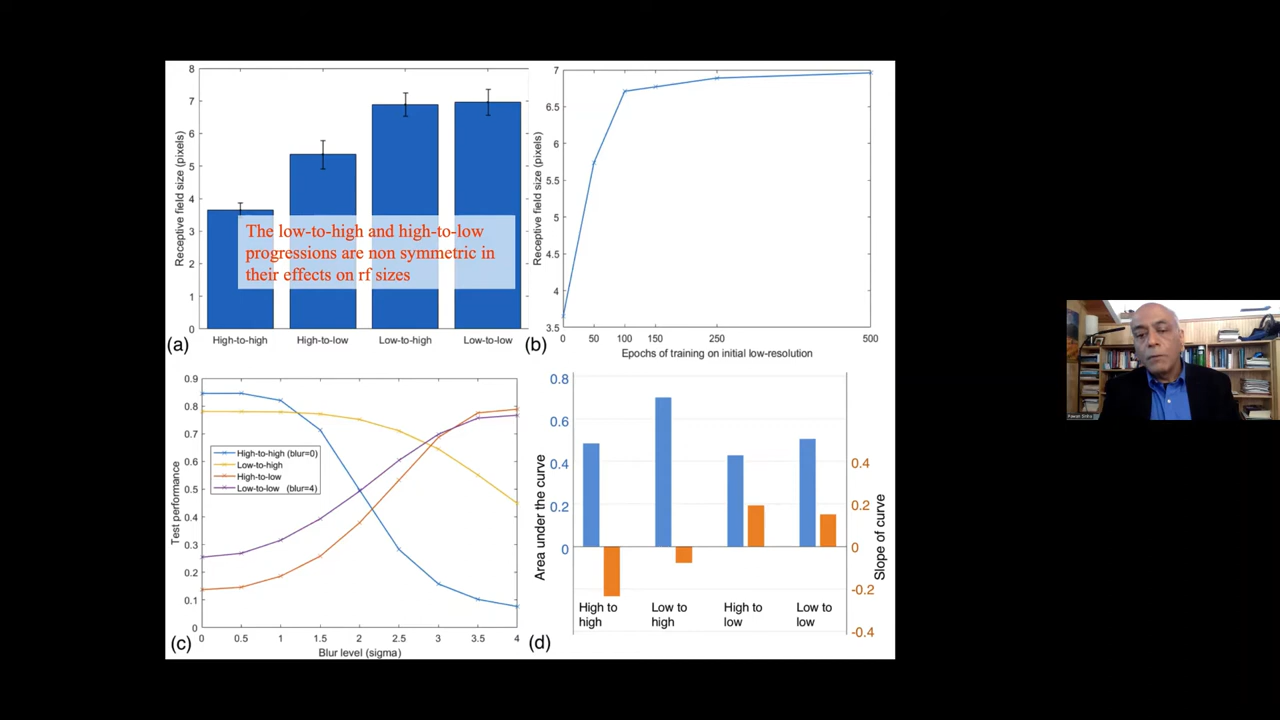 8
7
6
5
4
3
2
1
0
Receptive field size (pixels)
The low-to-high and high-to-low
progressions are non symmetric in
their effects on rf sizes
High-to-high High-to-low Low-to-high Low-to-low
(a)
7
6.5
6
5.5
5
4.5
4
3.5
Receptive field size (pixels)
0 50 100 150 250 500
Epochs of training on initial low-resolution
(b)
0.9
0.8
0.7
0.6
0.5
0.4
0.3
0.2
0.1
0
Test performance
High-to-high (blur=0)
Low-to-high
High-to-low
Low-to-low (blur=4)
0 0.5 1 1.5 2 2.5 3 3.5 4
Blur level (sigma)
(c)
0.8
0.6
0.4
0.2
0
Area under the curve
0.4
0.2
0
-0.2
-0.4
Slope of curve
High to
high
Low to
high
High to
low
Low to
low
(d)
Pawan Sinha